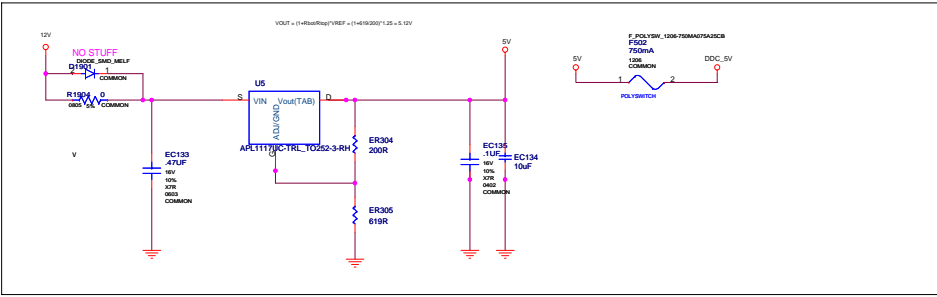 VOUT = (1+Rbot/Rtop)*VREF = (1+619/200)*1.25 = 5.12V
12V
NO STUFF
DIODE_SMD_MELF
D1901
2 1
COMMON
R1904 0
0805 5% COMMON
V
EC133
.47UF
16V
10%
X7R
0603
COMMON
U5
S VIN Vout(TAB) D
ADJ/GND
G
APL1117UC-TRL_TO252-3-RH
ER304
200R
ER305
619R
5V
EC135
.1UF
16V
10%
X7R
0402
COMMON
EC134
10uF
F_POLYSW_1206-750MA075A25CB
F502
750mA
1206
COMMON
5V
DDC_5V
1 2
POLYSWITCH